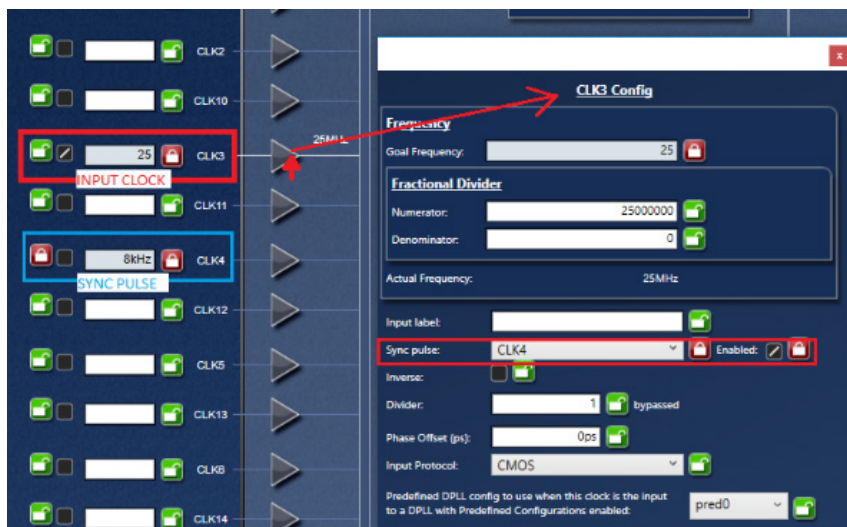 CLK2
CLK10
25 CLK3
INPUT CLOCK
25MHz
CLK11
8kHz CLK4
SYNC PULSE
CLK12
CLK5
CLK13
CLK6
CLK14
x
CLK3 Config
Frequency
Goal Frequency: 25
Fractional Divider
Numerator: 25000000
Denominator: 0
Actual Frequency: 25MHz
Input label:
Sync pulse: CLK4 Enabled:
Inverse:
Divider: 1 bypassed
Phase Offset (ps): 0ps
Input Protocol: CMOS
Predefined DPLL config to use when this clock is the input
to a DPLL with Predefined Configurations enabled: pred0